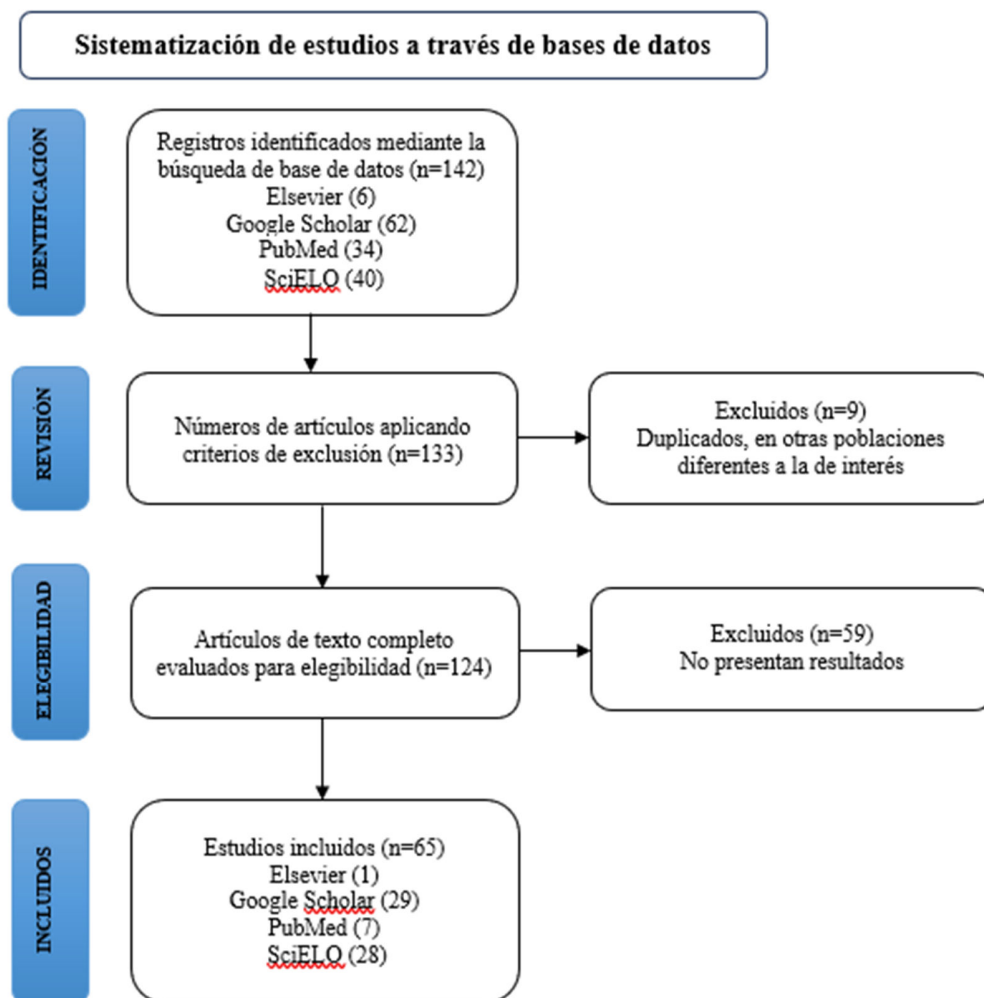 Sistematización de estudios a través de bases de datos
IDENTIFICACIÓN
Registros identificados mediante la
búsqueda de base de datos (n=142)
Elsevier (6)
Google Scholar (62)
PubMed (34)
SciELO (40)
REVISIÓN
Números de artículos aplicando
criterios de exclusión (n=133)
Excluidos (n=9)
Duplicados, en otras poblaciones
diferentes a la de interés
ELEGIBILIDAD
Artículos de texto completo
evaluados para elegibilidad (n=124)
Excluidos (n=59)
No presentan resultados
INCLUIDOS
Estudios incluidos (n=65)
Elsevier (1)
Google Scholar (29)
PubMed (7)
SciELO (28)